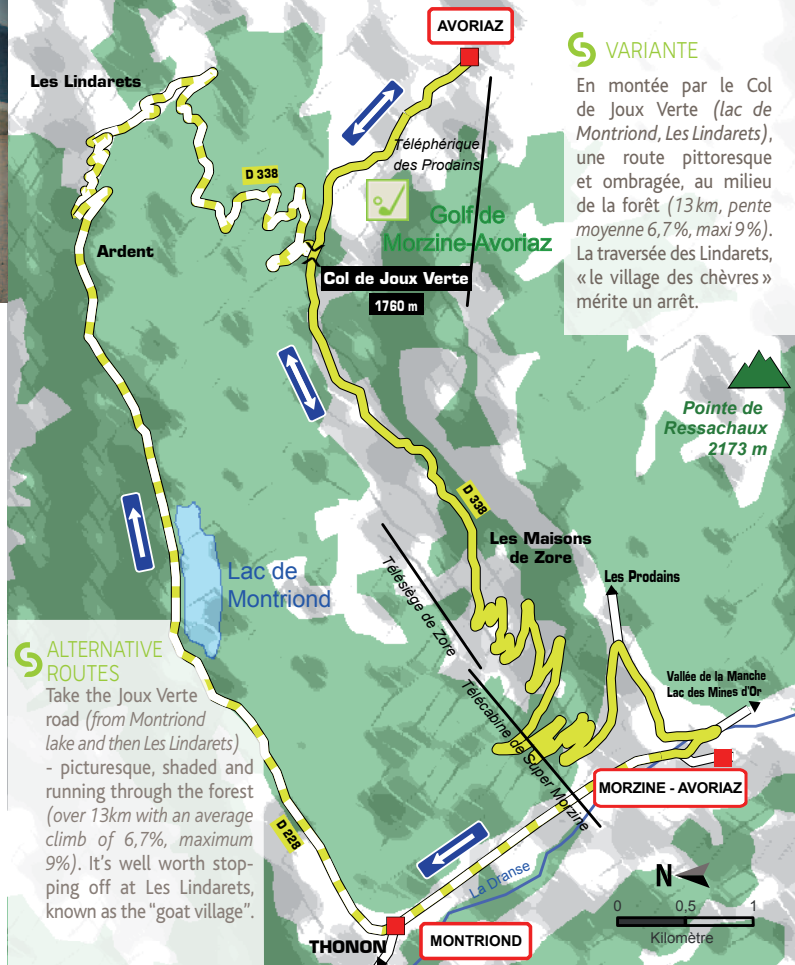 AVORIAZ
VARIANTE
En montée par le Col
de Joux Verte (lac de
Montriond, Les Lindarets),
une route pittoresque
et ombragée, au milieu
de la forêt (13 km, pente
moyenne 6,7 %, maxi 9 %).
La traversée des Lindarets,
« le village des chèvres »
mérite un arrêt.
Les Lindarets
Téléphérique
des Prodains
D 338
Golf de
Morzine-Avoriaz
Ardent
Col de Joux Verte
1760 m
Pointe de
Ressachaux
2173 m
D 338
Les Maisons
de Zore
Télésiège de Zore
Les Prodains
Lac de
Montriond
Vallée de la Manche
Lac des Mines d'Or
Télécabine de Super Morzine
MORZINE - AVORIAZ
ALTERNATIVE
ROUTES
Take the Joux Verte
road (from Montriond
lake and then Les Lindarets)
- picturesque, shaded and
running through the forest
(over 13km with an average
climb of 6,7%, maximum
9%). It's well worth stop-
ping off at Les Lindarets,
known as the “goat village”.
D 228
La Dranse
N
0 0,5 1
Kilomètre
THONON
MONTRIOND